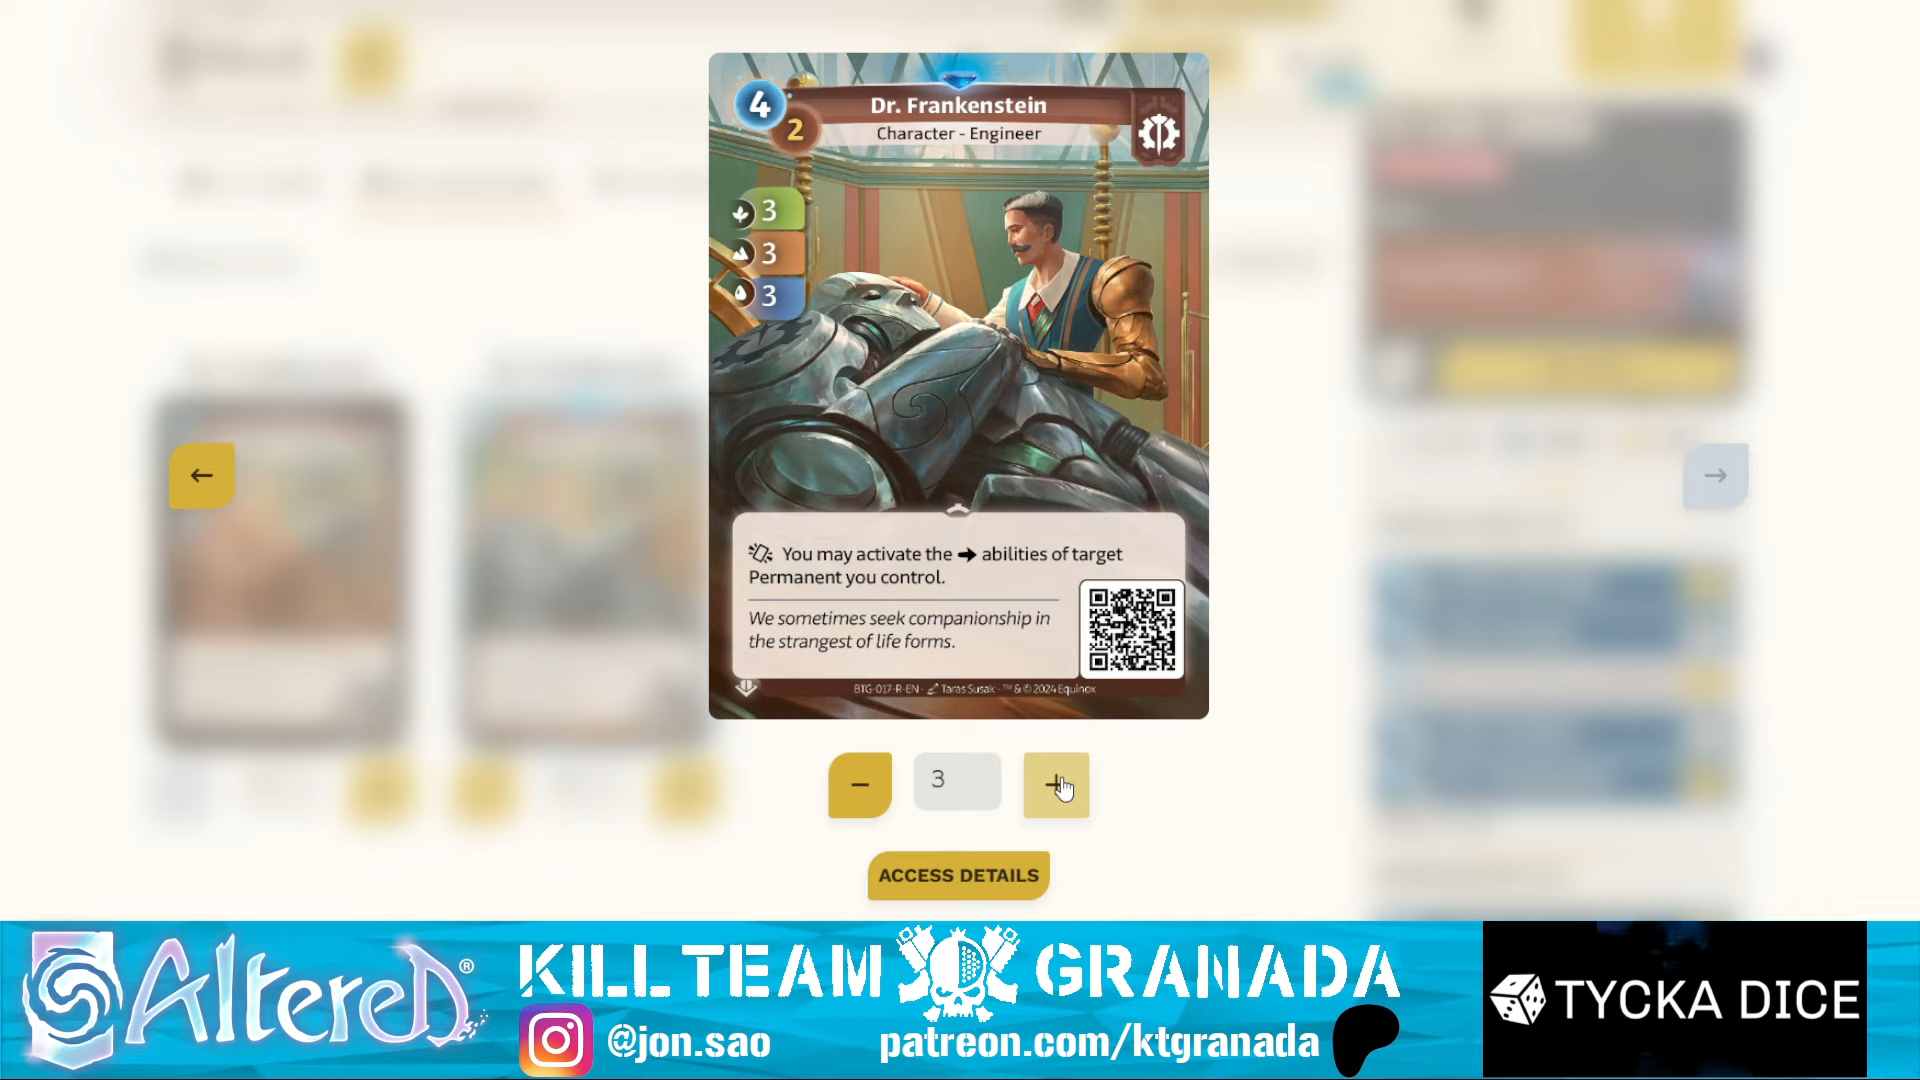 4
2
Dr. Frankenstein
Character - Engineer
3
3
3
You may activate the → abilities of target
Permanent you control.
We sometimes seek companionship in
the strangest of life forms.
BTG-017-R-EN - Taras Susak - ™ & © 2024 Equinox
3
ACCESS DETAILS
Altered®
KILL TEAM GRANADA
@jon.sao
patreon.com/ktgranada
TYCKA DICE